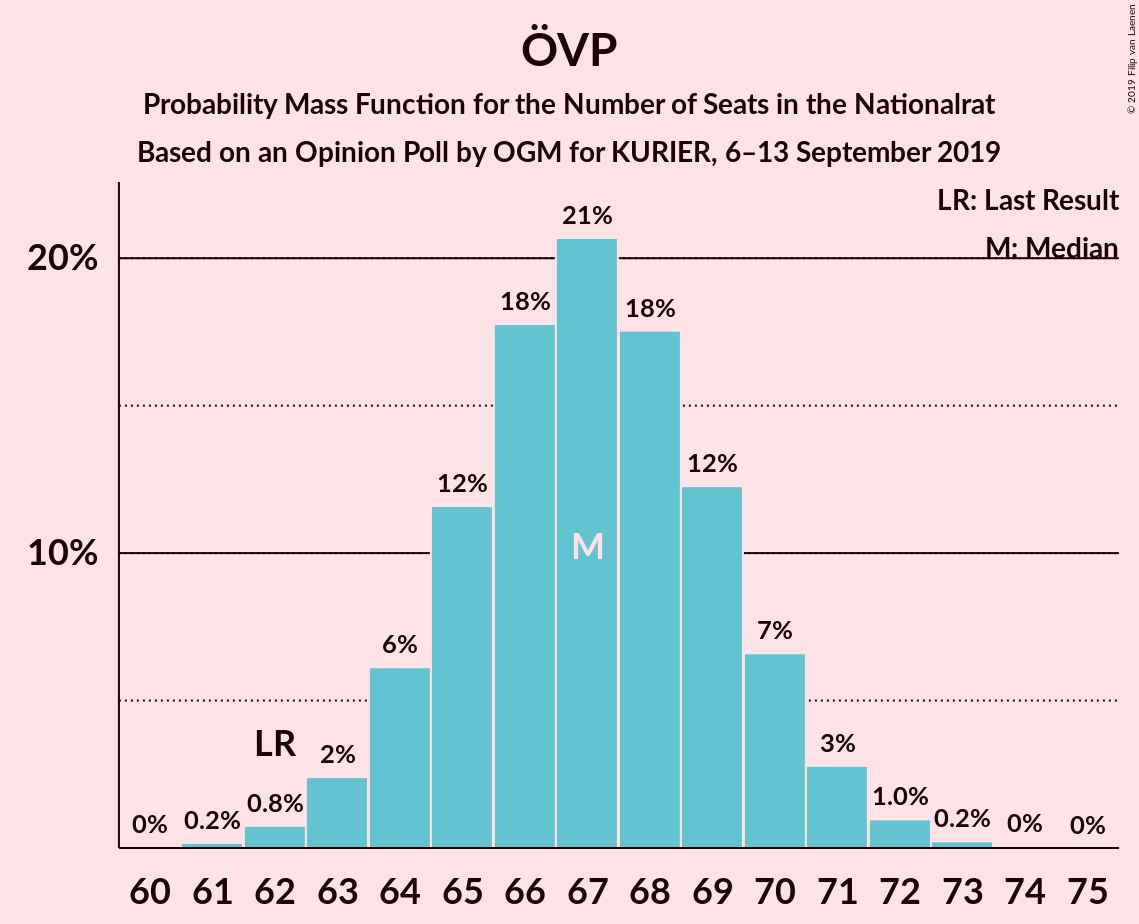 ÖVP
Probability Mass Function for the Number of Seats in the Nationalrat
Based on an Opinion Poll by OGM for KURIER, 6–13 September 2019
© 2019 Filip van Laenen
LR: Last Result
M: Median
20%
10%
0%
0.2%
0.8%
LR
2%
6%
12%
18%
21%
M
18%
12%
7%
3%
1.0%
0.2%
0%
0%
60 61 62 63 64 65 66 67 68 69 70 71 72 73 74 75